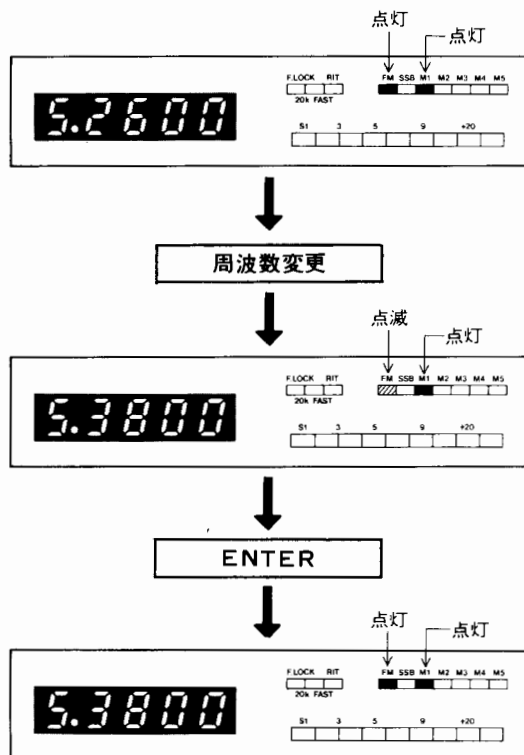 点灯
点灯
F.LOCK RIT
FM SSB M1 M2 M3 M4 M5
20k FAST
5.2600
S1 3 5 9 +20
周波数変更
点滅
点灯
F.LOCK RIT
FM SSB M1 M2 M3 M4 M5
20k FAST
5.3800
S1 3 5 9 +20
ENTER
点灯
点灯
F.LOCK RIT
FM SSB M1 M2 M3 M4 M5
20k FAST
5.3800
S1 3 5 9 +20